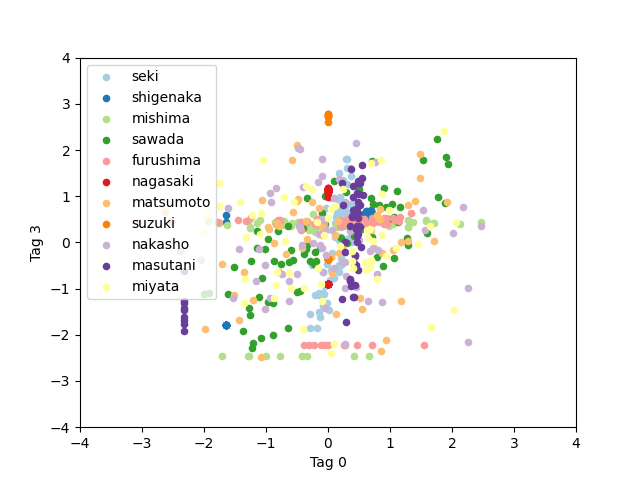 4
3
2
1
0
−1
−2
−3
−4
Tag 3
seki
shigenaka
mishima
sawada
furushima
nagasaki
matsumoto
suzuki
nakasho
masutani
miyata
−4 −3 −2 −1 0 1 2 3 4
Tag 0